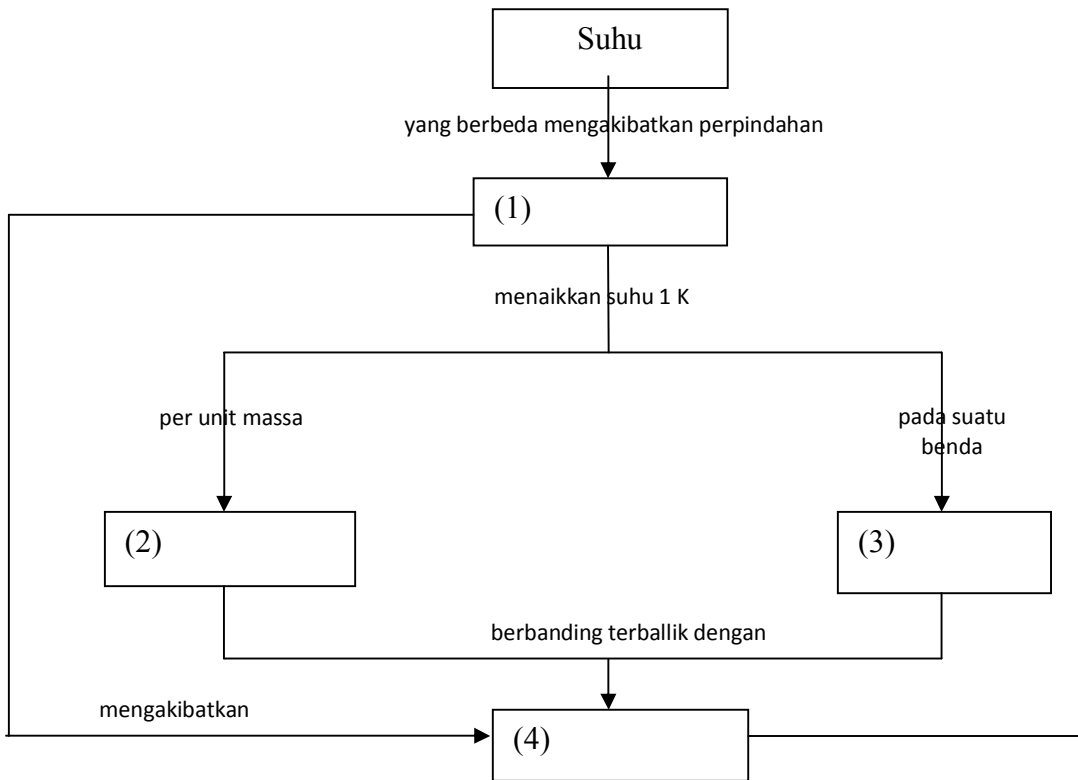 Suhu
yang berbeda mengakibatkan perpindahan
(1)
menaikkan suhu 1 K
per unit massa
pada suatu
benda
(2)
(3)
berbanding terballik dengan
mengakibatkan
(4)